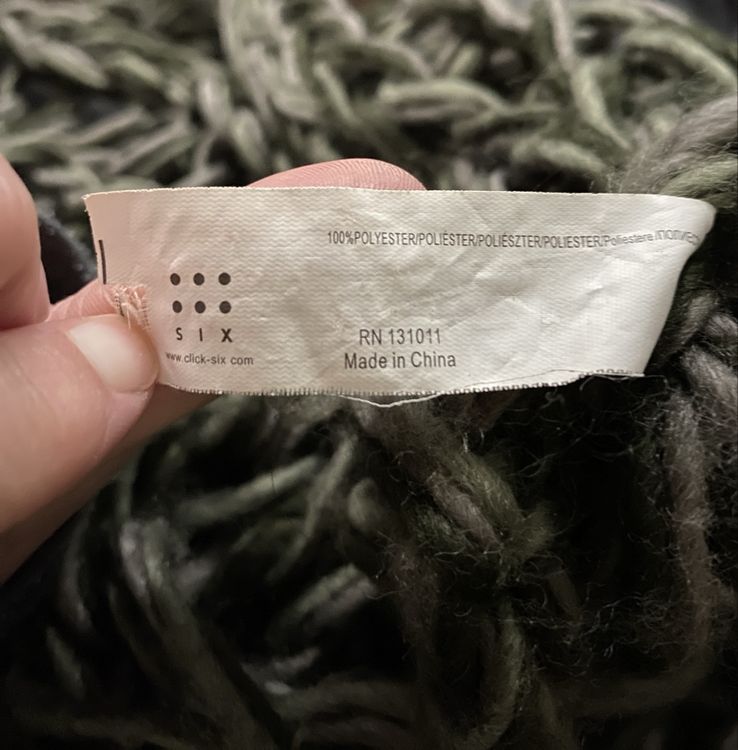 100%POLYESTER/POLIÉSTER/POLIÉSZTER/POLIESTER/Poliestere
SIX
www.click-six.com
RN 131011
Made in China